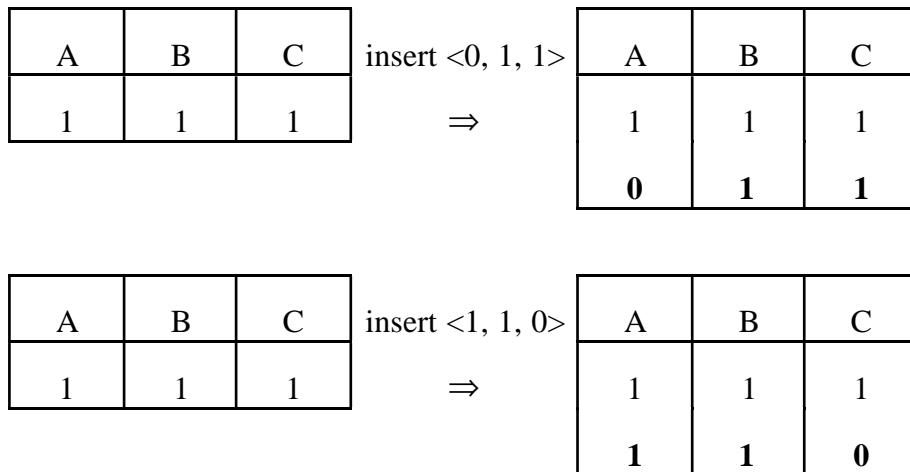 A B C insert <0, 1, 1> A B C
1 1 1 ⇒ 1 1 1
0 1 1
A B C insert <1, 1, 0> A B C
1 1 1 ⇒ 1 1 1
1 1 0